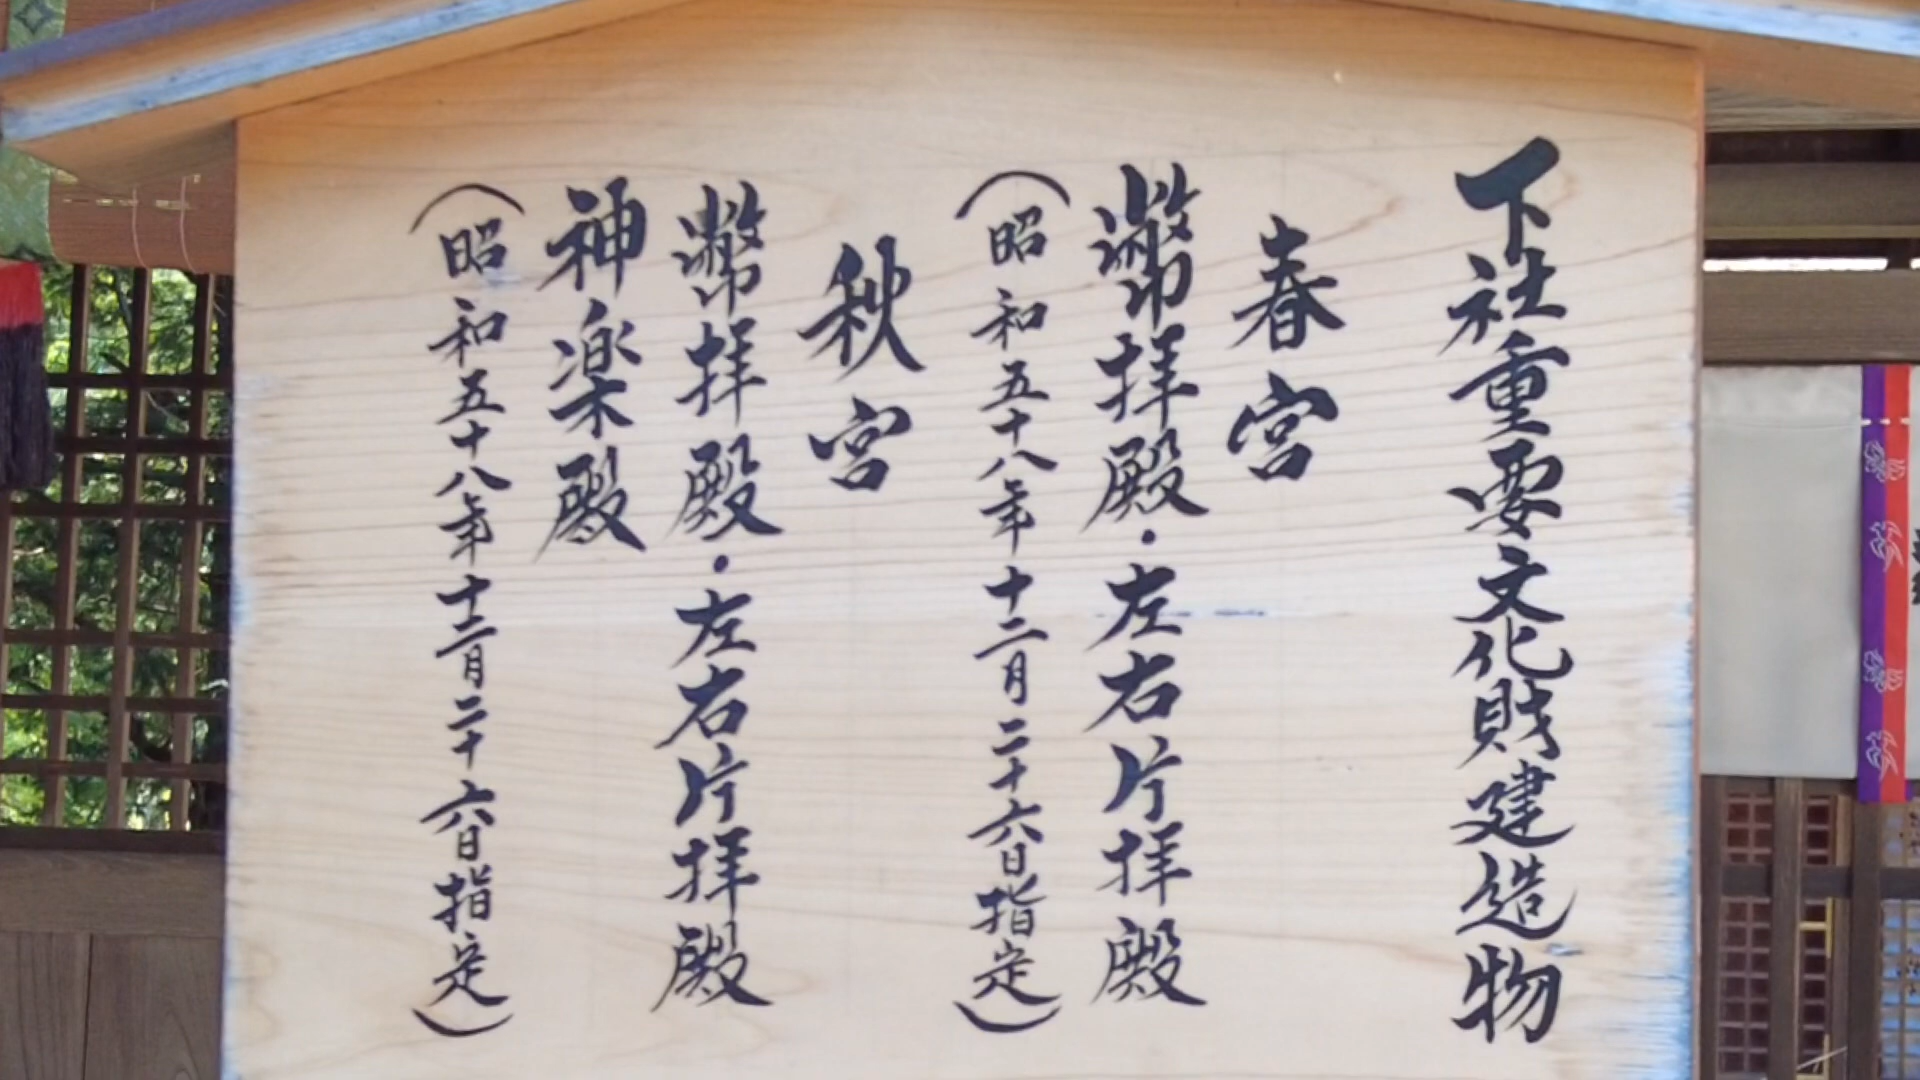 下社重要文化財建造物
春宮
幣拝殿・左右片拝殿
（昭和五十八年十二月二十六日指定）
秋宮
幣拝殿・左右片拝殿
神楽殿
（昭和五十八年十二月二十六日指定）